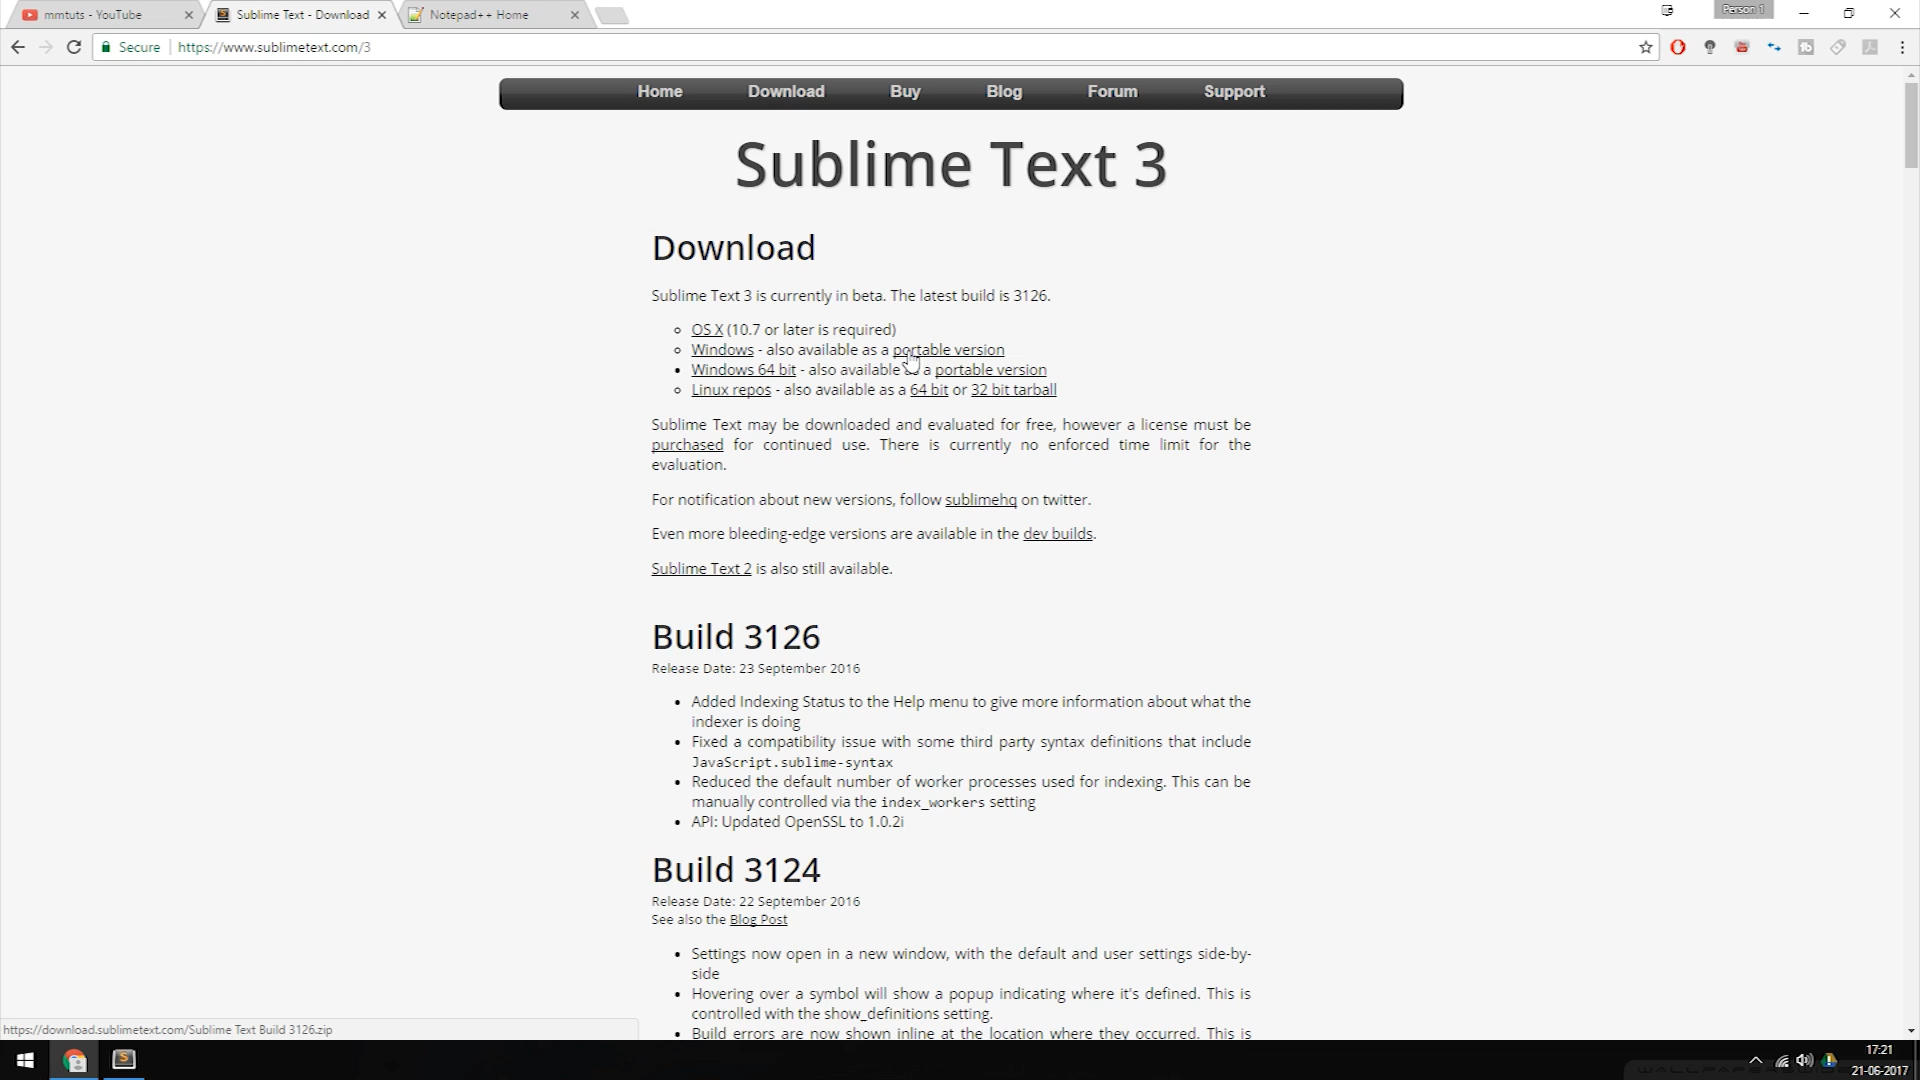 mmtuts - YouTube
Sublime Text - Download
Notepad++ Home
Person 1
Secure
https://www.sublimetext.com/3
Home Download Buy Blog Forum Support
Sublime Text 3
Download
Sublime Text 3 is currently in beta. The latest build is 3126.
OS X (10.7 or later is required)
Windows - also available as a portable version
Windows 64 bit - also available as a portable version
Linux repos - also available as a 64 bit or 32 bit tarball
Sublime Text may be downloaded and evaluated for free, however a license must be
purchased for continued use. There is currently no enforced time limit for the
evaluation.
For notification about new versions, follow sublimehq on twitter.
Even more bleeding-edge versions are available in the dev builds.
Sublime Text 2 is also still available.
Build 3126
Release Date: 23 September 2016
Added Indexing Status to the Help menu to give more information about what the
indexer is doing
Fixed a compatibility issue with some third party syntax definitions that include
JavaScript.sublime-syntax
Reduced the default number of worker processes used for indexing. This can be
manually controlled via the index_workers setting
API: Updated OpenSSL to 1.0.2i
Build 3124
Release Date: 22 September 2016
See also the Blog Post
Settings now open in a new window, with the default and user settings side-by-
side
Hovering over a symbol will show a popup indicating where it's defined. This is
controlled with the show_definitions setting.
Build errors are now shown inline at the location where they occurred. This is
https://download.sublimetext.com/Sublime Text Build 3126.zip
17:21
21-06-2017